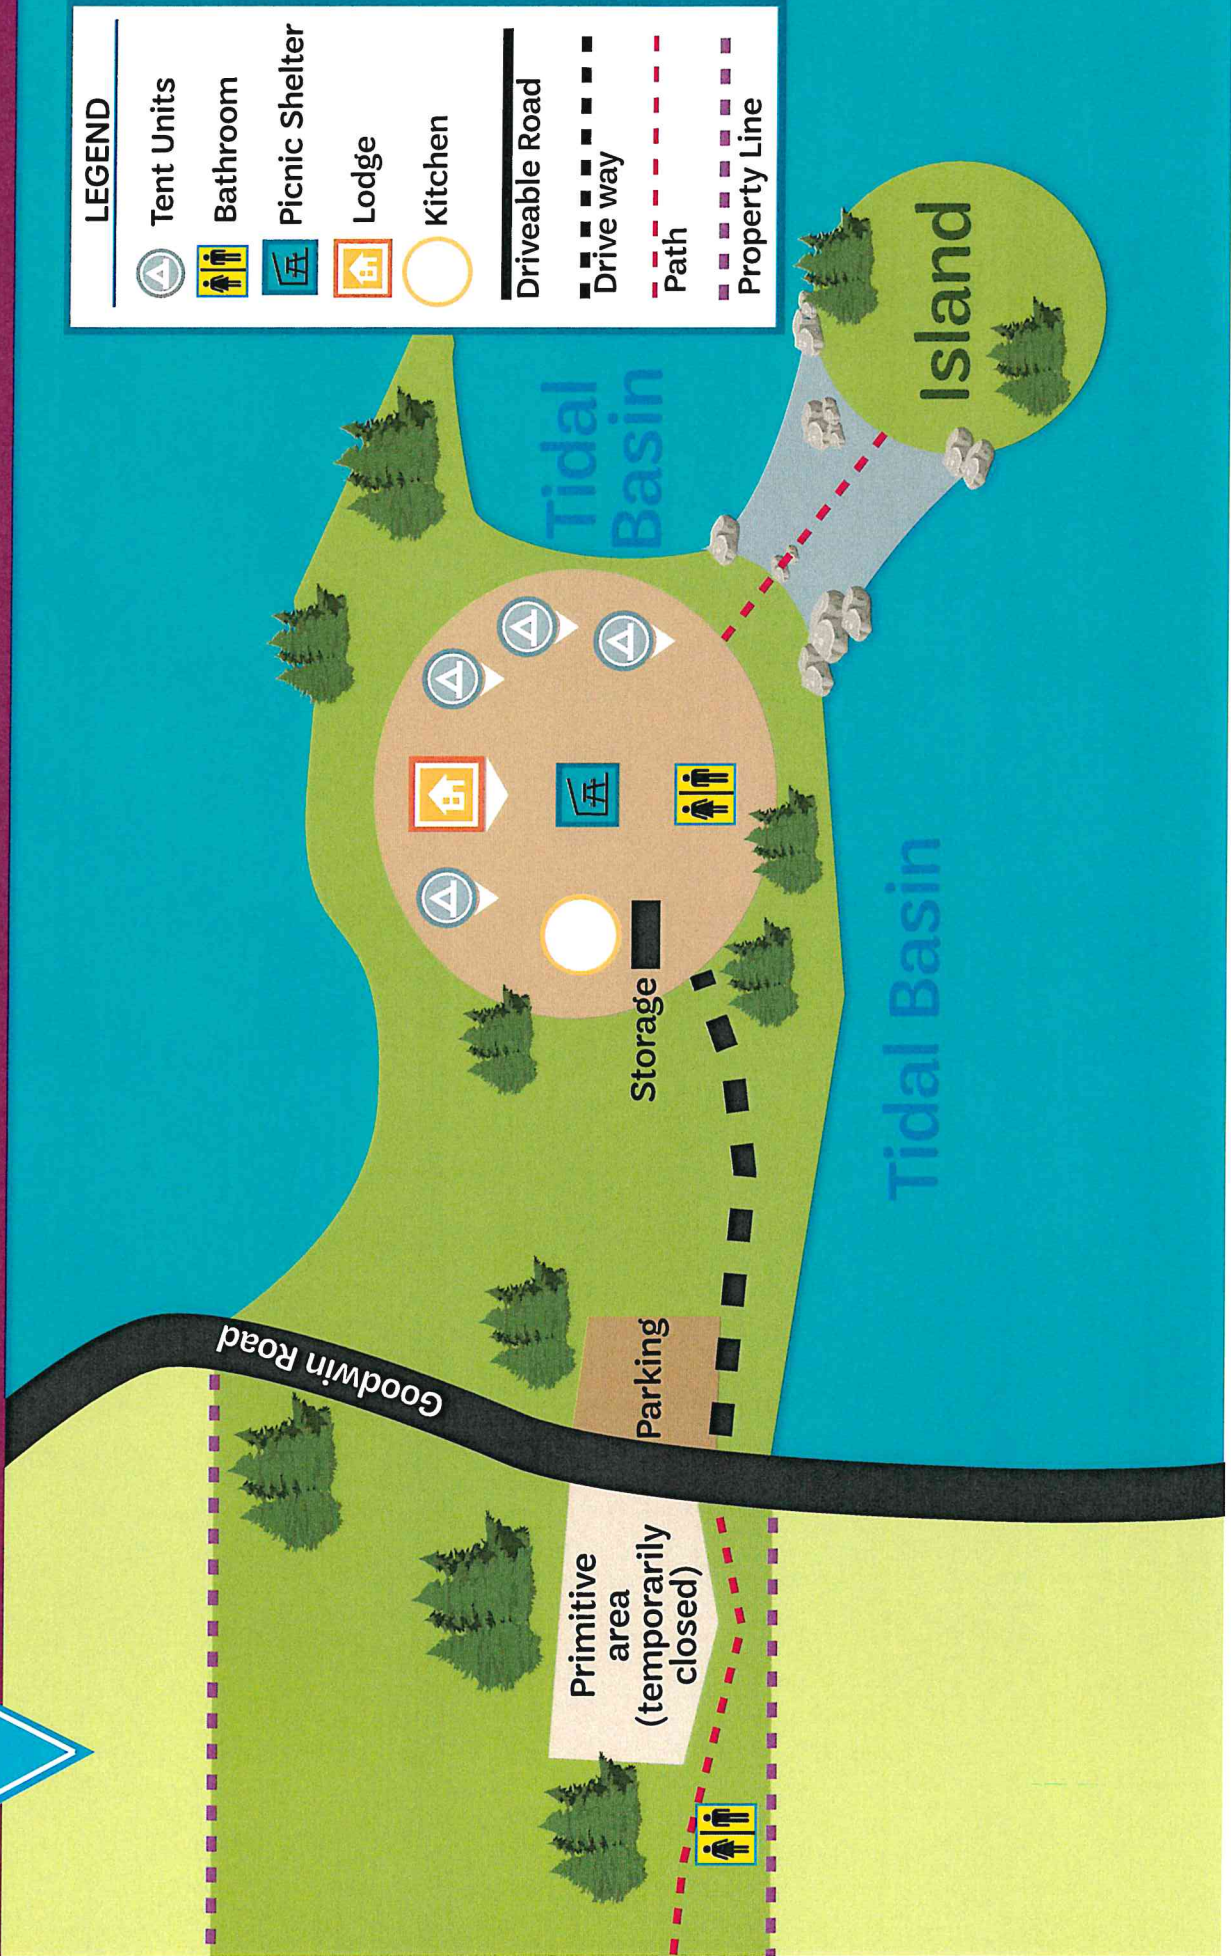 LEGEND
Tent Units
Bathroom
Picnic Shelter
Lodge
Kitchen
Driveable Road
Drive way
Path
Property Line
Tidal
Basin
Island
Storage
Tidal Basin
Goodwin Road
Parking
Primitive
area
(temporarily
closed)